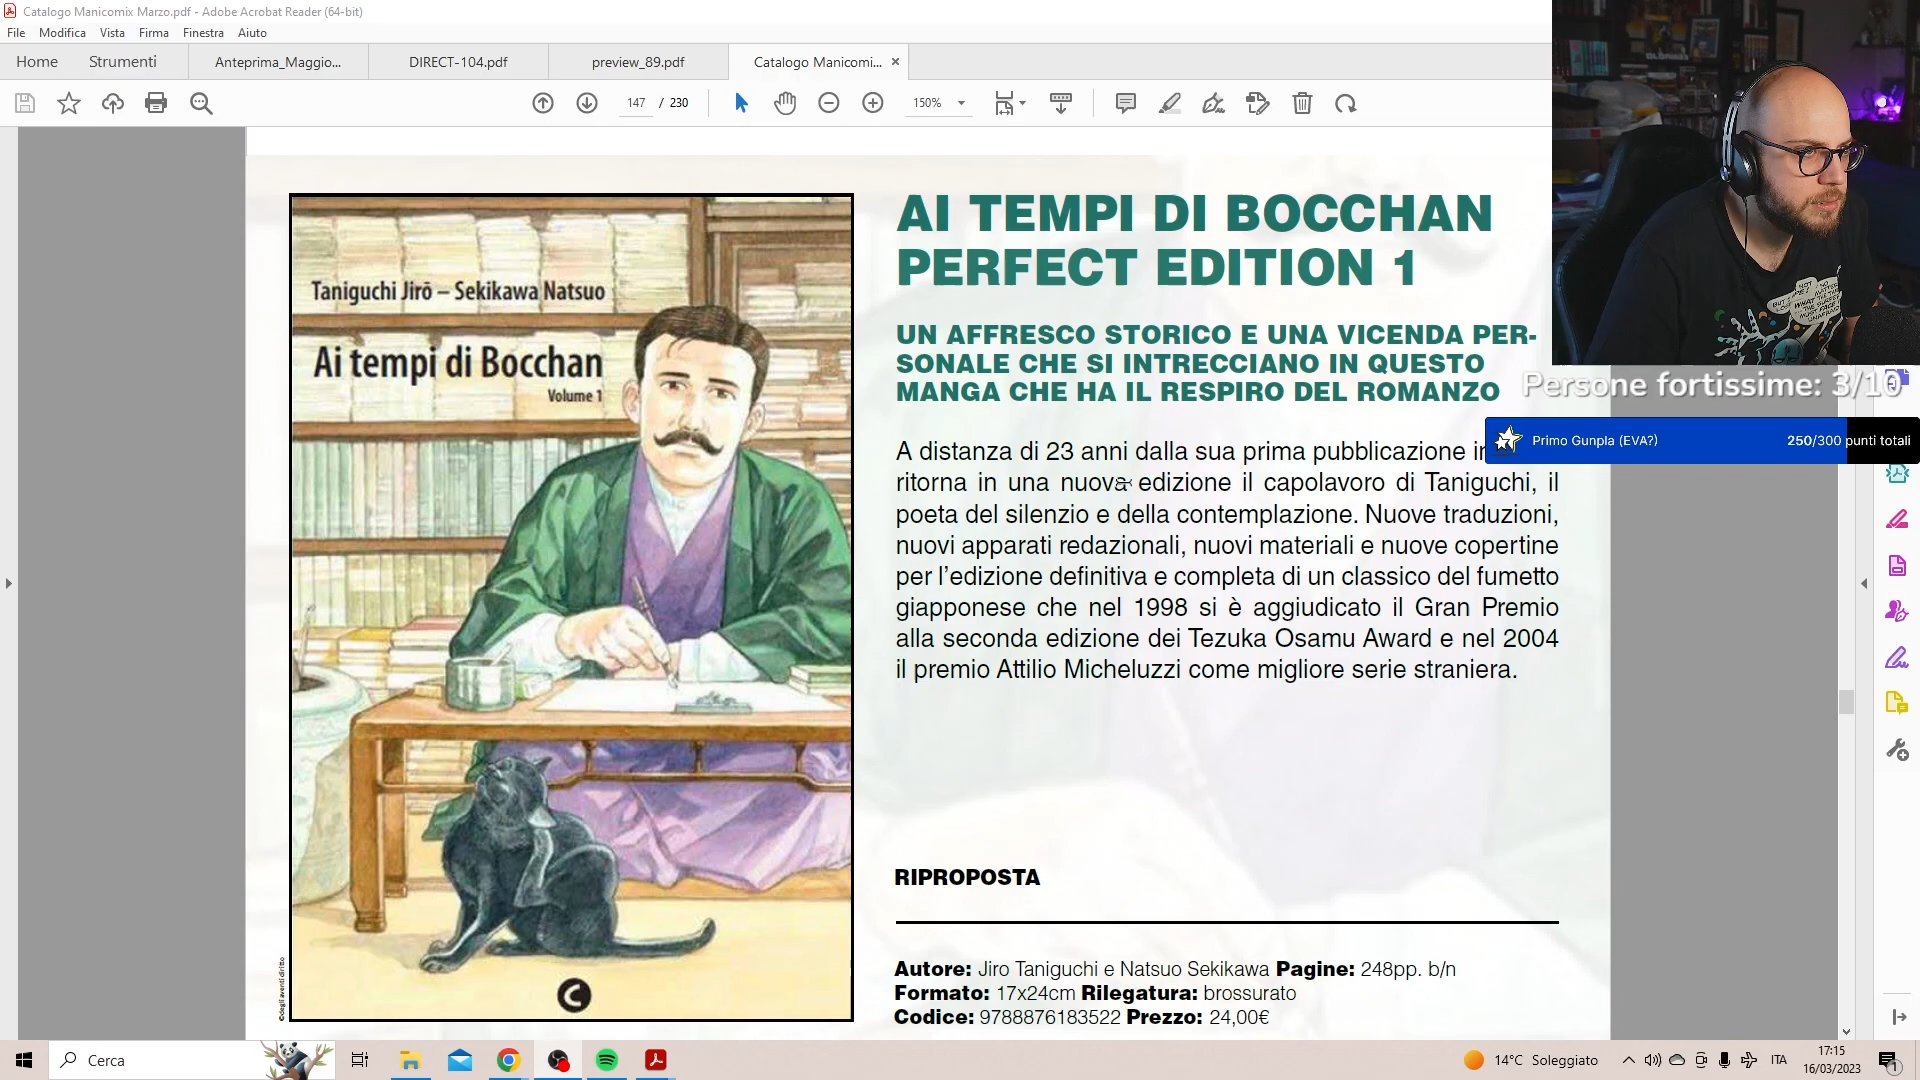 Catalogo Manicomix Marzo.pdf - Adobe Acrobat Reader (64-bit)
File Modifica Vista Firma Finestra Aiuto
Home Strumenti Anteprima_Maggio... DIRECT-104.pdf preview_89.pdf Catalogo Manicomi... ×
147 / 230 150%
Taniguchi Jirō – Sekikawa Natsuo
Ai tempi di Bocchan
Volume 1
©degli aventi diritto
AI TEMPI DI BOCCHAN
PERFECT EDITION 1
UN AFFRESCO STORICO E UNA VICENDA PER-
SONALE CHE SI INTRECCIANO IN QUESTO
MANGA CHE HA IL RESPIRO DEL ROMANZO
A distanza di 23 anni dalla sua prima pubblicazione
ritorna in una nuova edizione il capolavoro di Taniguchi, il
poeta del silenzio e della contemplazione. Nuove traduzioni,
nuovi apparati redazionali, nuovi materiali e nuove copertine
per l'edizione definitiva e completa di un classico del fumetto
giapponese che nel 1998 si è aggiudicato il Gran Premio
alla seconda edizione dei Tezuka Osamu Award e nel 2004
il premio Attilio Micheluzzi come migliore serie straniera.
RIPROPOSTA
Autore: Jiro Taniguchi e Natsuo Sekikawa Pagine: 248pp. b/n
Formato: 17x24cm Rilegatura: brossurato
Codice: 9788876183522 Prezzo: 24,00€
Persone fortissime: 3/10
Primo Gunpla (EVA?) 250/300 punti totali
Cerca
14°C Soleggiato
ITA
17:15
16/03/2023
1